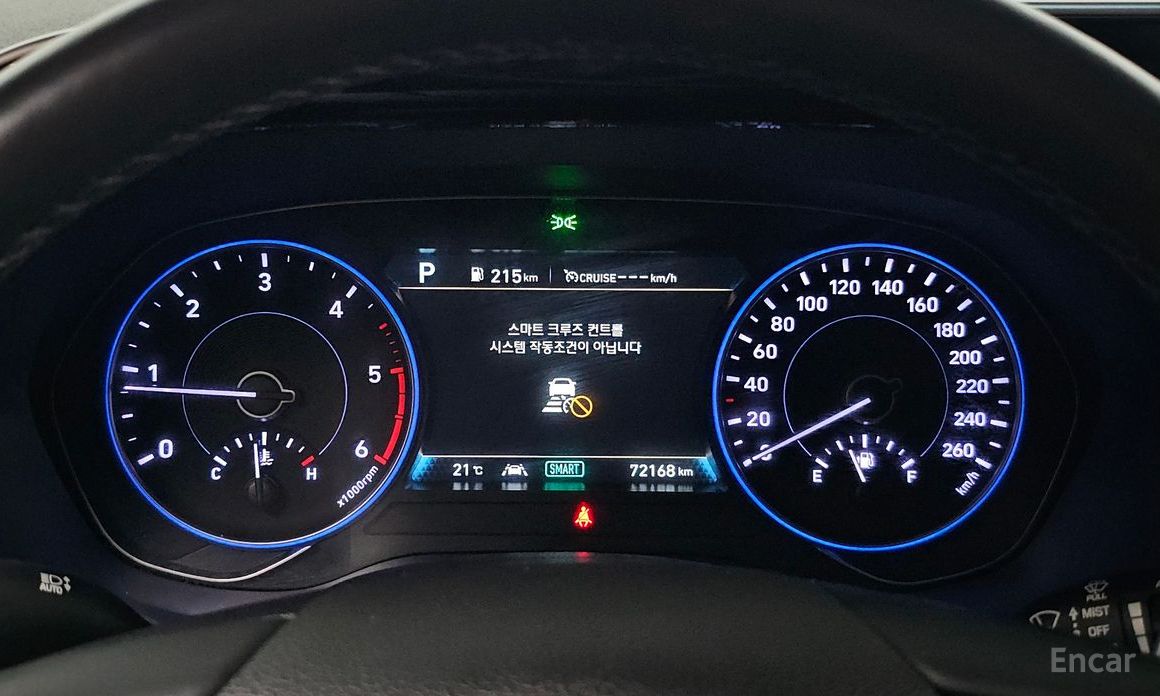 P 215km CRUISE---km/h
스마트 크루즈 컨트롤
시스템 작동조건이 아닙니다
21℃ SMART 72168 km
0 1 2 3 4 5 6
x1000rpm
C H
0 20 40 60 80 100 120 140 160 180 200 220 240 260
km/h
E F
AUTO
PULL
MIST
OFF
Encar